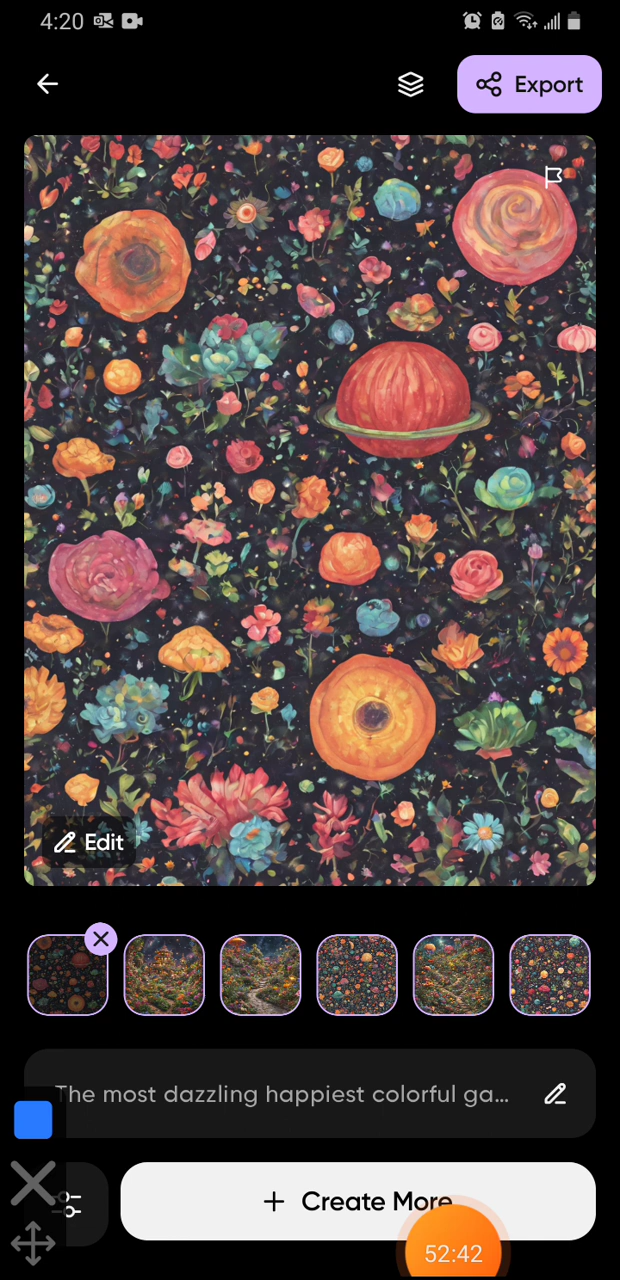 4:20
Export
Edit
The most dazzling happiest colorful ga...
Create More
52:42